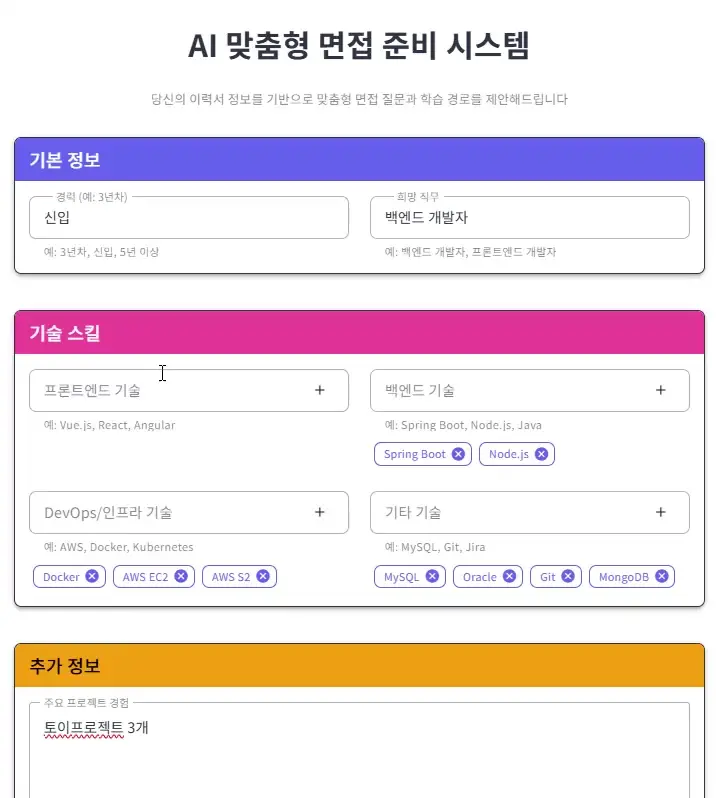 AI 맞춤형 면접 준비 시스템
당신의 이력서 정보를 기반으로 맞춤형 면접 질문과 학습 경로를 제안해드립니다
기본 정보
경력 (예: 3년차)
신입
예: 3년차, 신입, 5년 이상
희망 직무
백엔드 개발자
예: 백엔드 개발자, 프론트엔드 개발자
기술 스킬
프론트엔드 기술 +
예: Vue.js, React, Angular
백엔드 기술 +
예: Spring Boot, Node.js, Java
Spring Boot Node.js
DevOps/인프라 기술 +
예: AWS, Docker, Kubernetes
Docker AWS EC2 AWS S2
기타 기술 +
예: MySQL, Git, Jira
MySQL Oracle Git MongoDB
추가 정보
주요 프로젝트 경험
토이프로젝트 3개